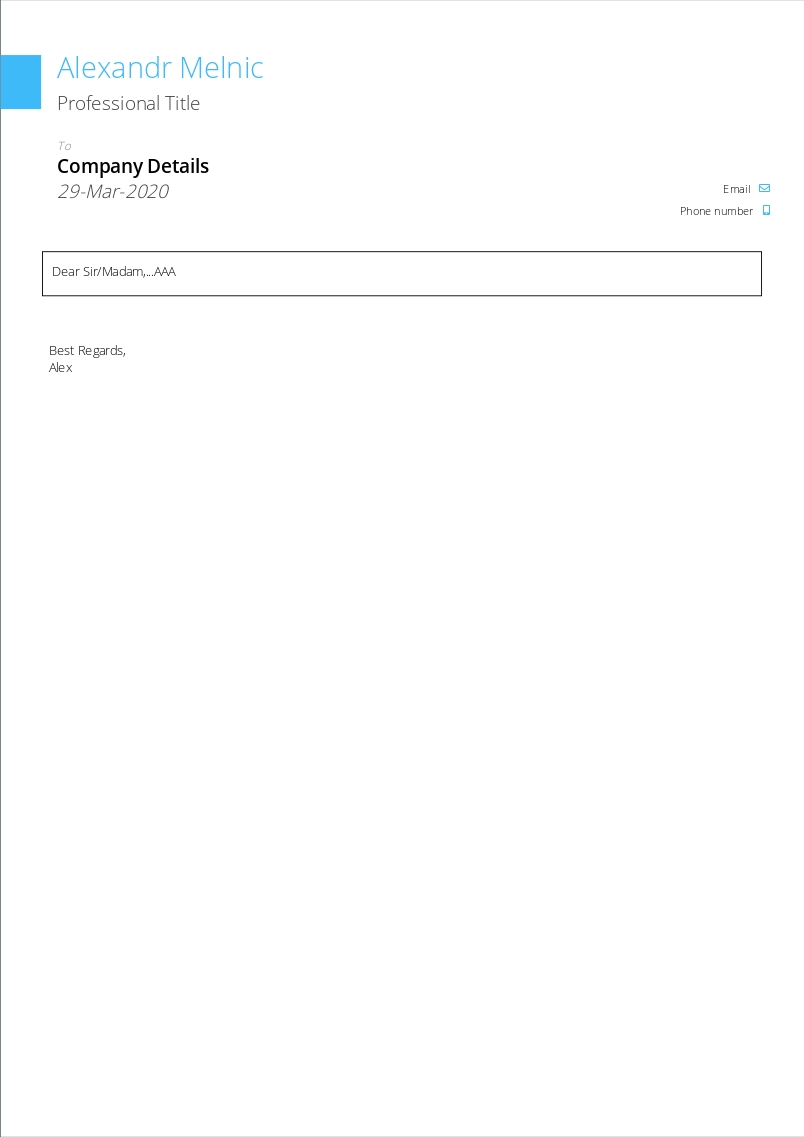 Alexandr Melnic
Professional Title
To
Company Details
29-Mar-2020
Email
Phone number
Dear Sir/Madam,...AAA
Best Regards,
Alex